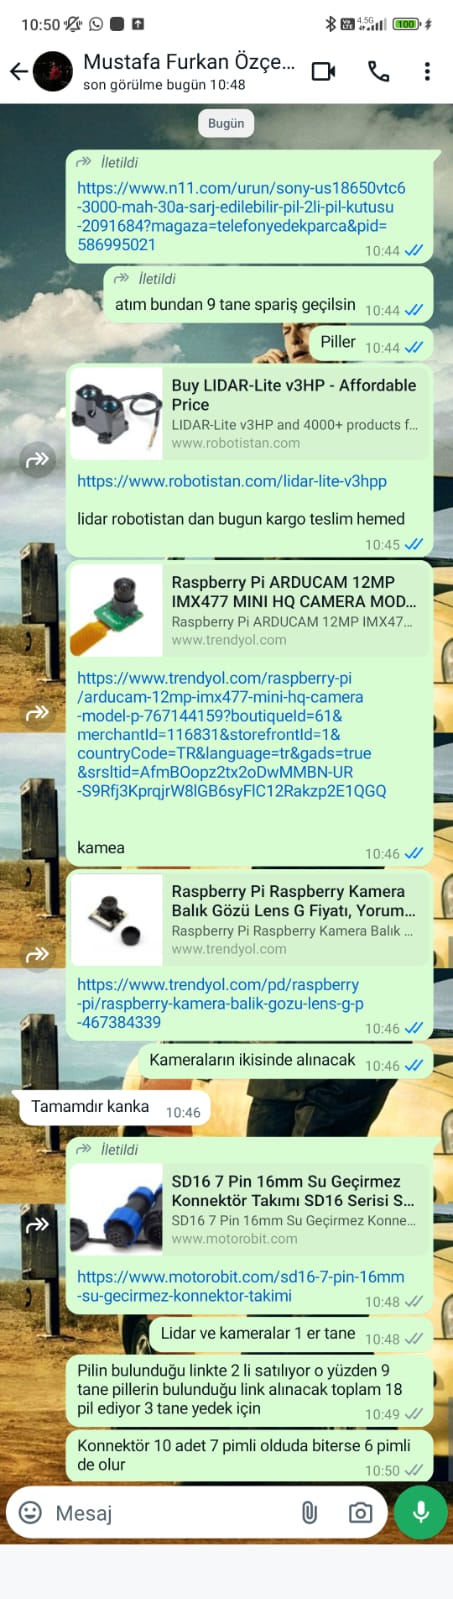 10:50
4.5G
100
Mustafa Furkan Özçe...
son görülme bugün 10:48
Bugün
İletildi
https://www.n11.com/urun/sony-us18650vtc6
-3000-mah-30a-sarj-edilebilir-pil-2li-pil-kutusu
-2091684?magaza=telefonyedekparca&pid=
586995021
10:44
İletildi
atım bundan 9 tane spariş geçilsin 10:44
Piller 10:44
Buy LIDAR-Lite v3HP - Affordable
Price
LIDAR-Lite v3HP and 4000+ products f...
www.robotistan.com
https://www.robotistan.com/lidar-lite-v3hpp
lidar robotistan dan bugun kargo teslim hemed
10:45
Raspberry Pi ARDUCAM 12MP
IMX477 MINI HQ CAMERA MOD...
Raspberry Pi ARDUCAM 12MP IMX47...
www.trendyol.com
https://www.trendyol.com/raspberry-pi
/arducam-12mp-imx477-mini-hq-camera
-model-p-767144159?boutiqueId=61&
merchantId=116831&storefrontId=1&
countryCode=TR&language=tr&gads=true
&srsltid=AfmBOopz2tx2oDwMMBN-UR
-S9Rfj3KprqjrW8lGB6syFlC12Rakzp2E1QGQ
kamea
10:46
Raspberry Pi Raspberry Kamera
Balık Gözü Lens G Fiyatı, Yorum...
Raspberry Pi Raspberry Kamera Balık ...
www.trendyol.com
https://www.trendyol.com/pd/raspberry
-pi/raspberry-kamera-balik-gozu-lens-g-p
-467384339
10:46
Kameraların ikisinde alınacak 10:46
Tamamdır kanka 10:46
İletildi
SD16 7 Pin 16mm Su Geçirmez
Konnektör Takımı SD16 Serisi S...
SD16 7 Pin 16mm Su Geçirmez Konne...
www.motorobit.com
https://www.motorobit.com/sd16-7-pin-16mm
-su-gecirmez-konnektor-takimi
10:48
Lidar ve kameralar 1 er tane 10:48
Pilin bulunduğu linkte 2 li satılıyor o yüzden 9
tane pillerin bulunduğu link alınacak toplam 18
pil ediyor 3 tane yedek için
10:49
Konnektör 10 adet 7 pimli olduda biterse 6 pimli
de olur
10:50
Mesaj